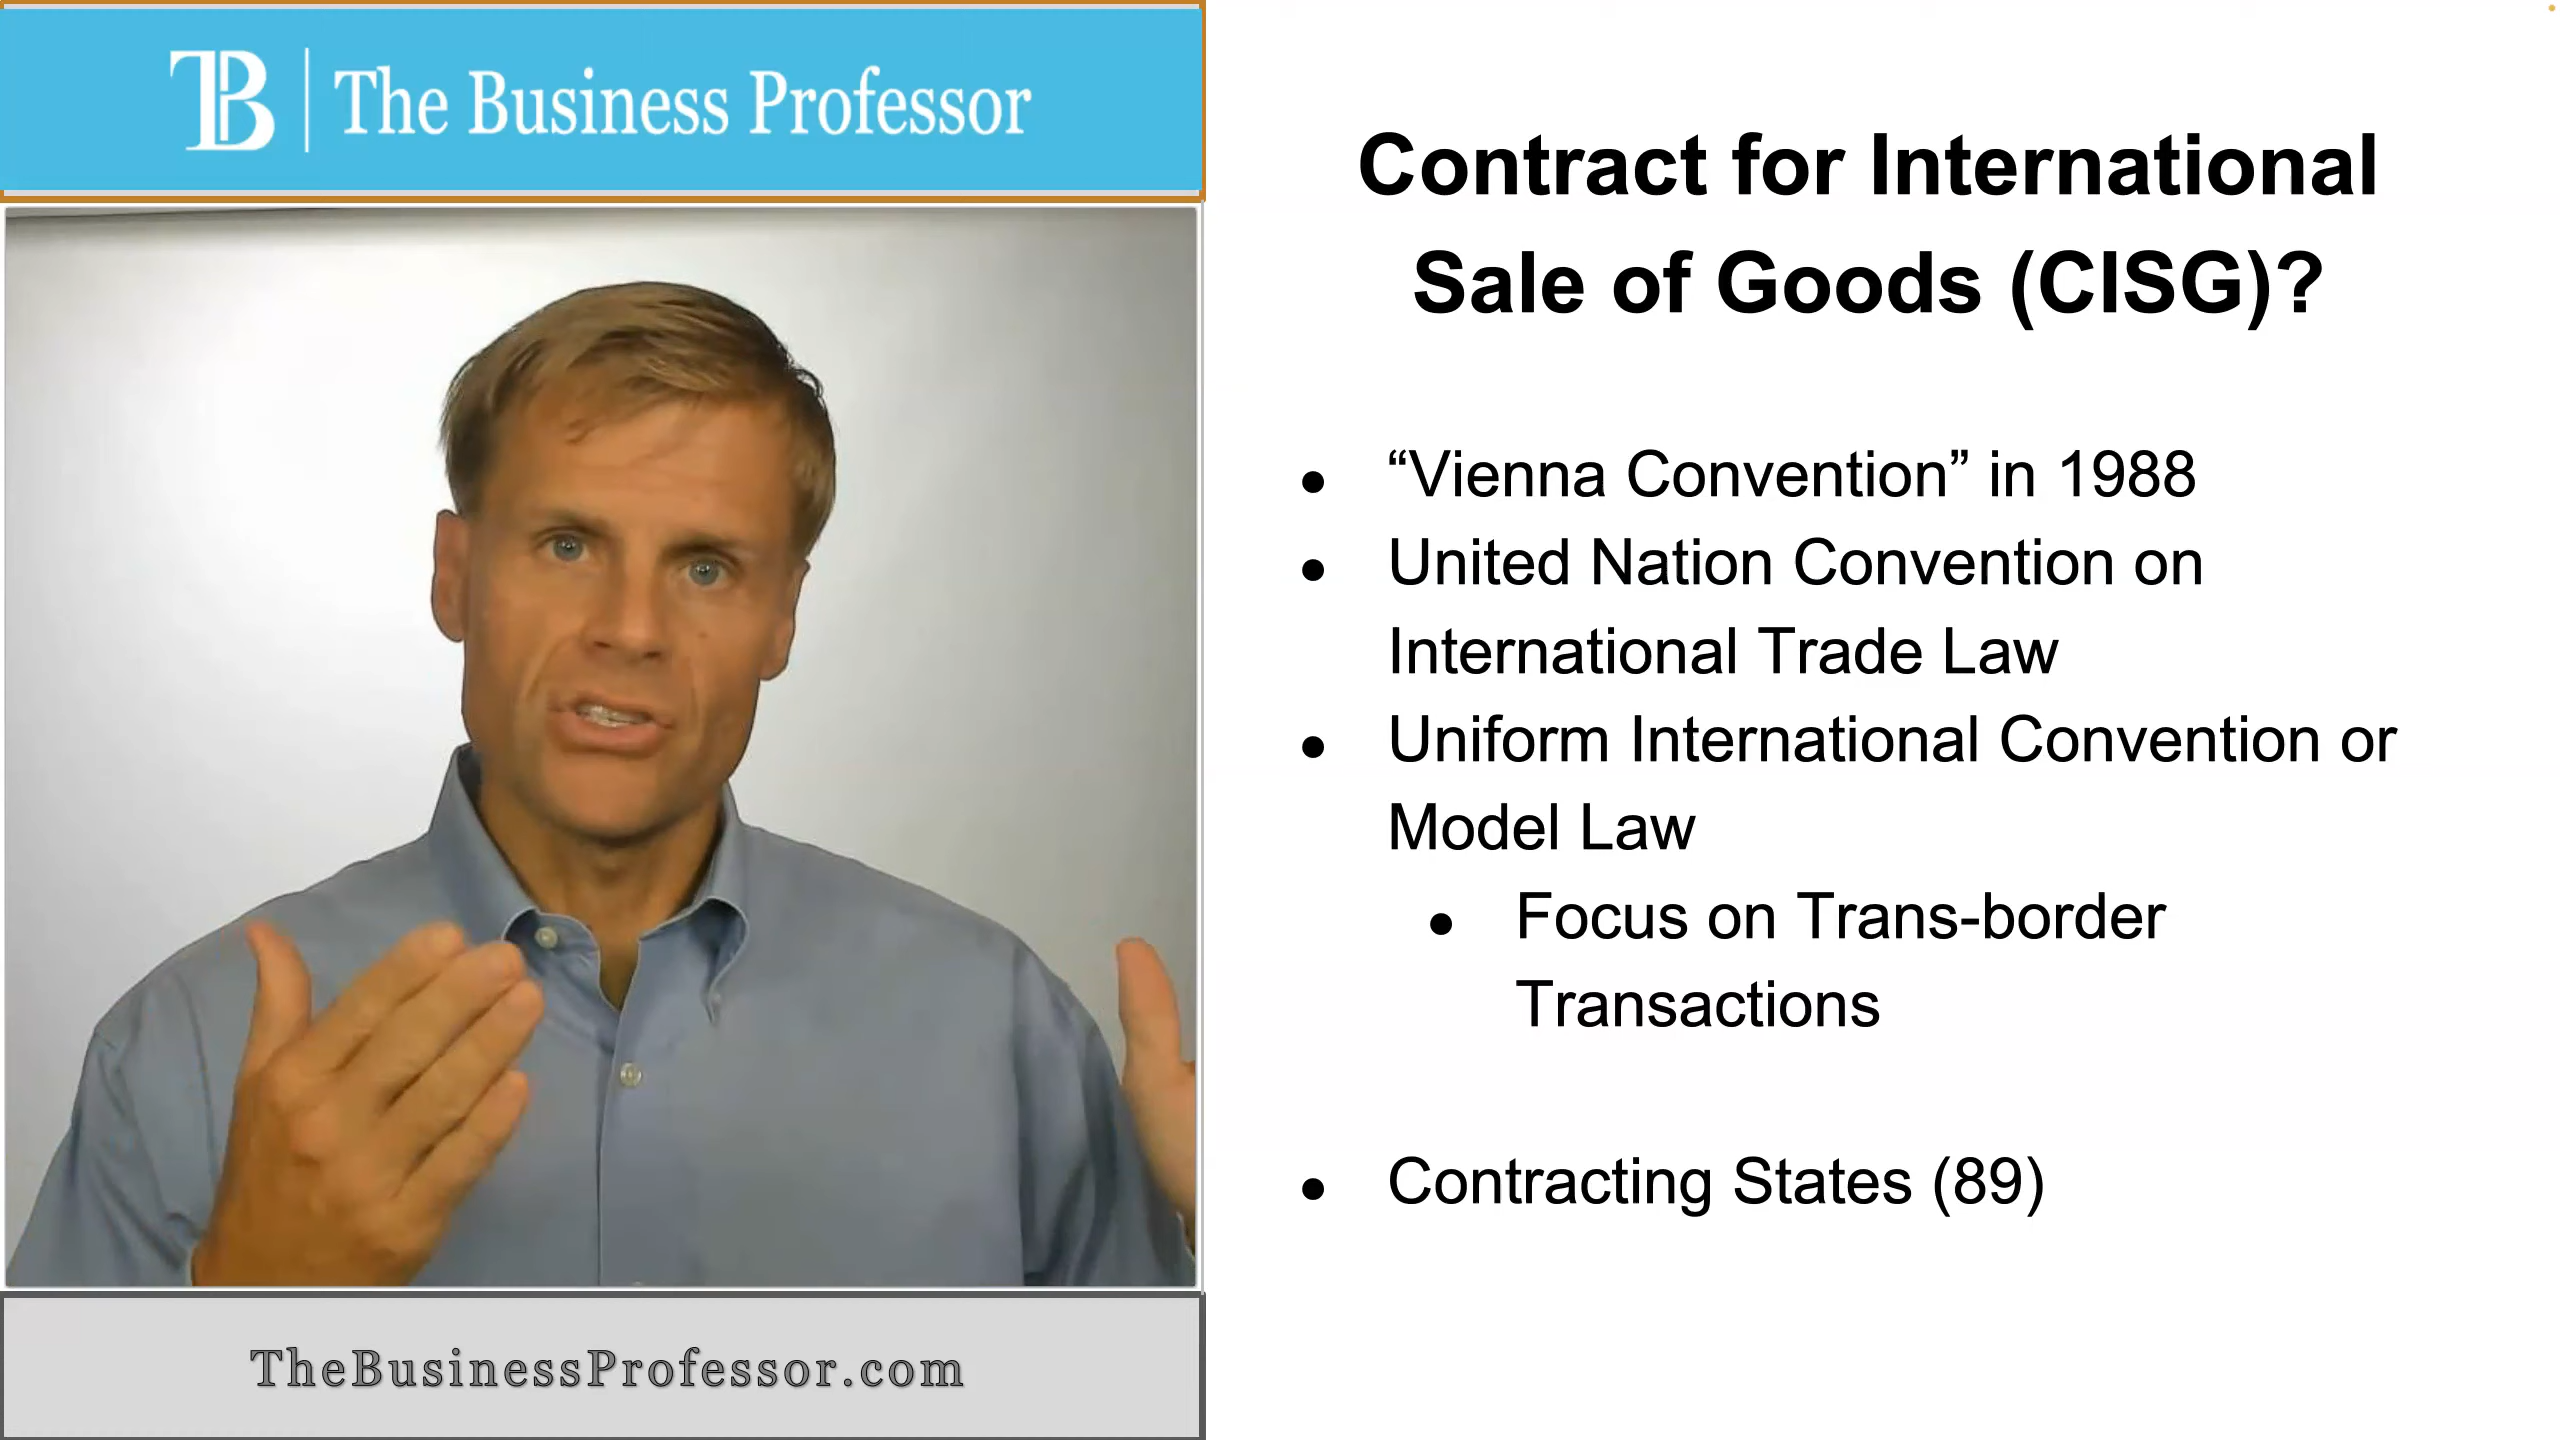 TB | The Business Professor
Contract for International
Sale of Goods (CISG)?
● “Vienna Convention” in 1988
● United Nation Convention on
International Trade Law
● Uniform International Convention or
Model Law
● Focus on Trans-border
Transactions
● Contracting States (89)
TheBusinessProfessor.com